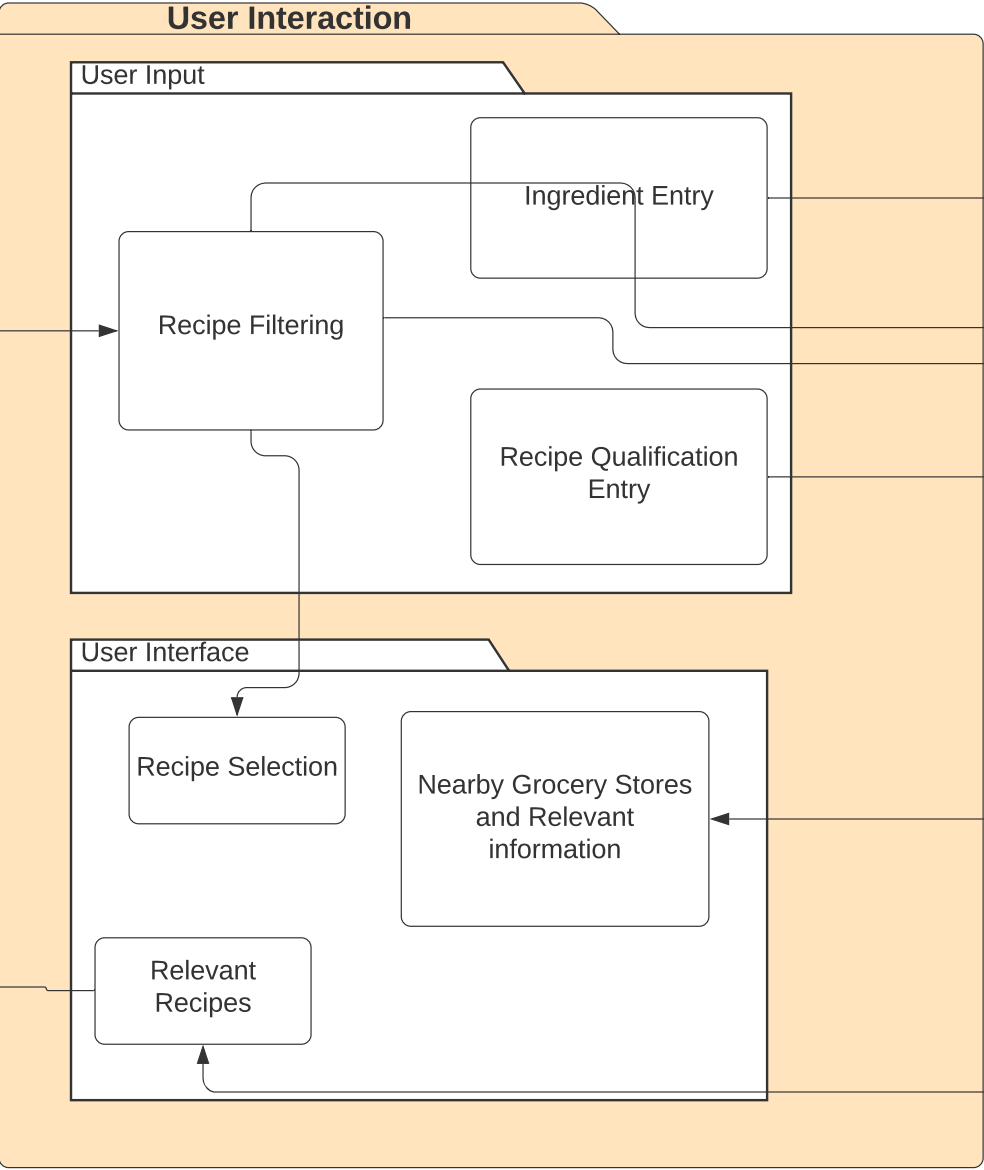 User Interaction
User Input
Ingredient Entry
Recipe Filtering
Recipe Qualification
Entry
User Interface
Recipe Selection
Nearby Grocery Stores
and Relevant
information
Relevant
Recipes